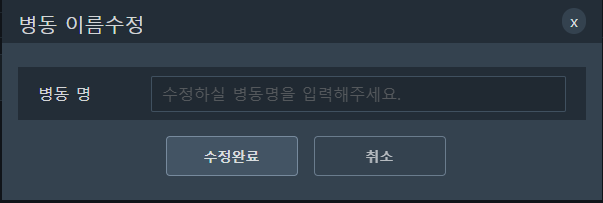 병동 이름수정
x
병동 명
수정하실 병동명을 입력해주세요.
수정완료
취소